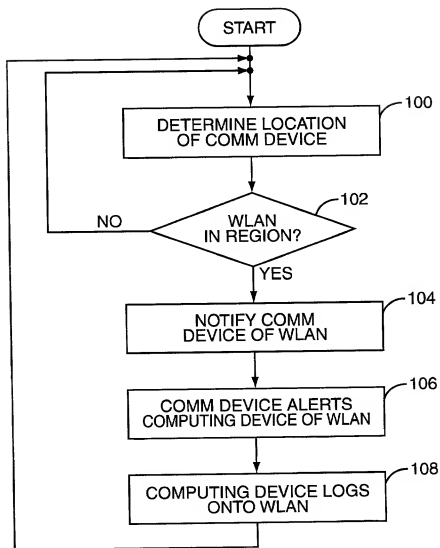 START
100
DETERMINE LOCATION
OF COMM DEVICE
102
WLAN
IN REGION?
NO
YES
104
NOTIFY COMM
DEVICE OF WLAN
106
COMM DEVICE ALERTS
COMPUTING DEVICE OF WLAN
108
COMPUTING DEVICE LOGS
ONTO WLAN